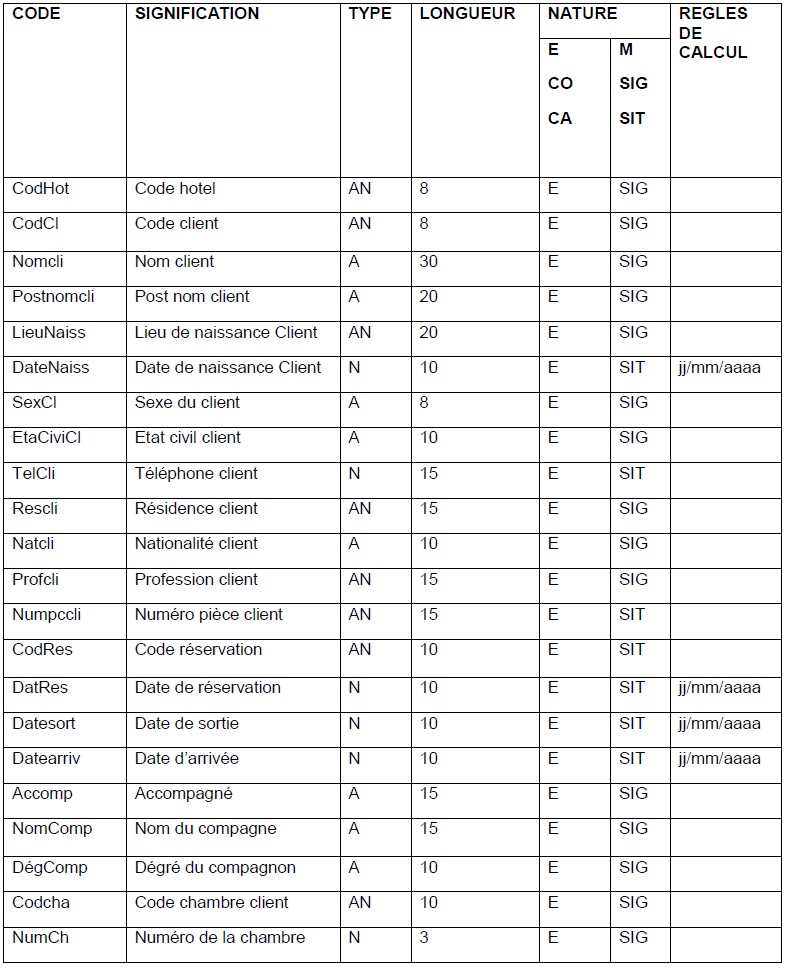 CODE SIGNIFICATION TYPE LONGUEUR NATURE REGLES
DE
CALCUL
E M
CO SIG
CA SIT
CodHot Code hotel AN 8 E SIG
CodCl Code client AN 8 E SIG
Nomcli Nom client A 30 E SIG
Postnomcli Post nom client A 20 E SIG
LieuNaiss Lieu de naissance Client AN 20 E SIG
DateNaiss Date de naissance Client N 10 E SIT jj/mm/aaaa
SexCl Sexe du client A 8 E SIG
EtaCiviCl Etat civil client A 10 E SIG
TelCli Téléphone client N 15 E SIT
Rescli Résidence client AN 15 E SIG
Natcli Nationalité client A 10 E SIG
Profcli Profession client AN 15 E SIG
Numpccli Numéro pièce client AN 15 E SIT
CodRes Code réservation AN 10 E SIT
DatRes Date de réservation N 10 E SIT jj/mm/aaaa
Datesort Date de sortie N 10 E SIT jj/mm/aaaa
Datearriv Date d’arrivée N 10 E SIT jj/mm/aaaa
Accomp Accompagné A 15 E SIG
NomComp Nom du compagne A 15 E SIG
DégComp Dégré du compagnon A 10 E SIG
Codcha Code chambre client AN 10 E SIG
NumCh Numéro de la chambre N 3 E SIG